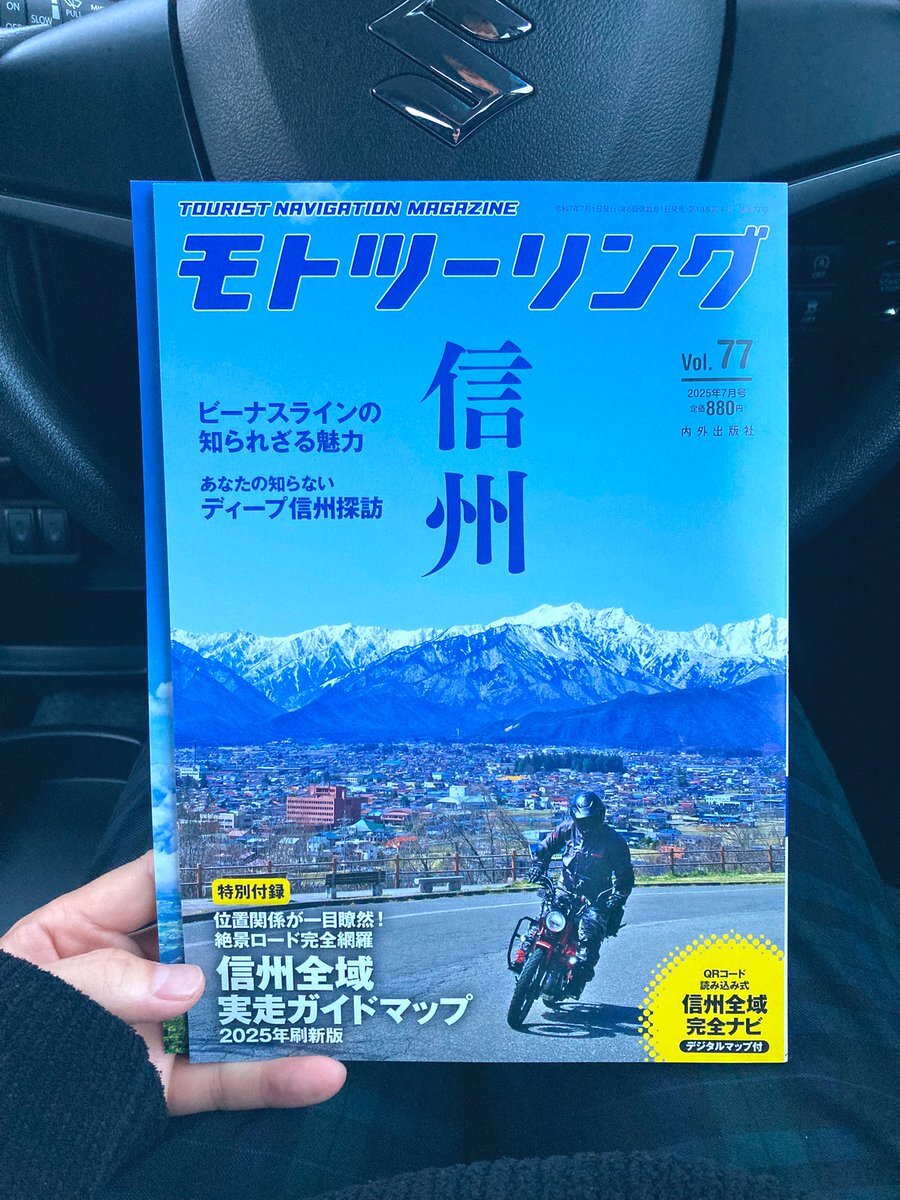 ON
OFF
SLOW
PULL
TOURIST NAVIGATION MAGAZINE
モトツーリング
信州
Vol. 77
2025年7月号
定価880円
内外出版社
ビーナスラインの
知られざる魅力
あなたの知らない
ディープ信州探訪
特別付録
位置関係が一目瞭然!
絶景ロード完全網羅
信州全域
実走ガイドマップ
2025年刷新版
QRコード
読み込み式
信州全域
完全ナビ
デジタルマップ付